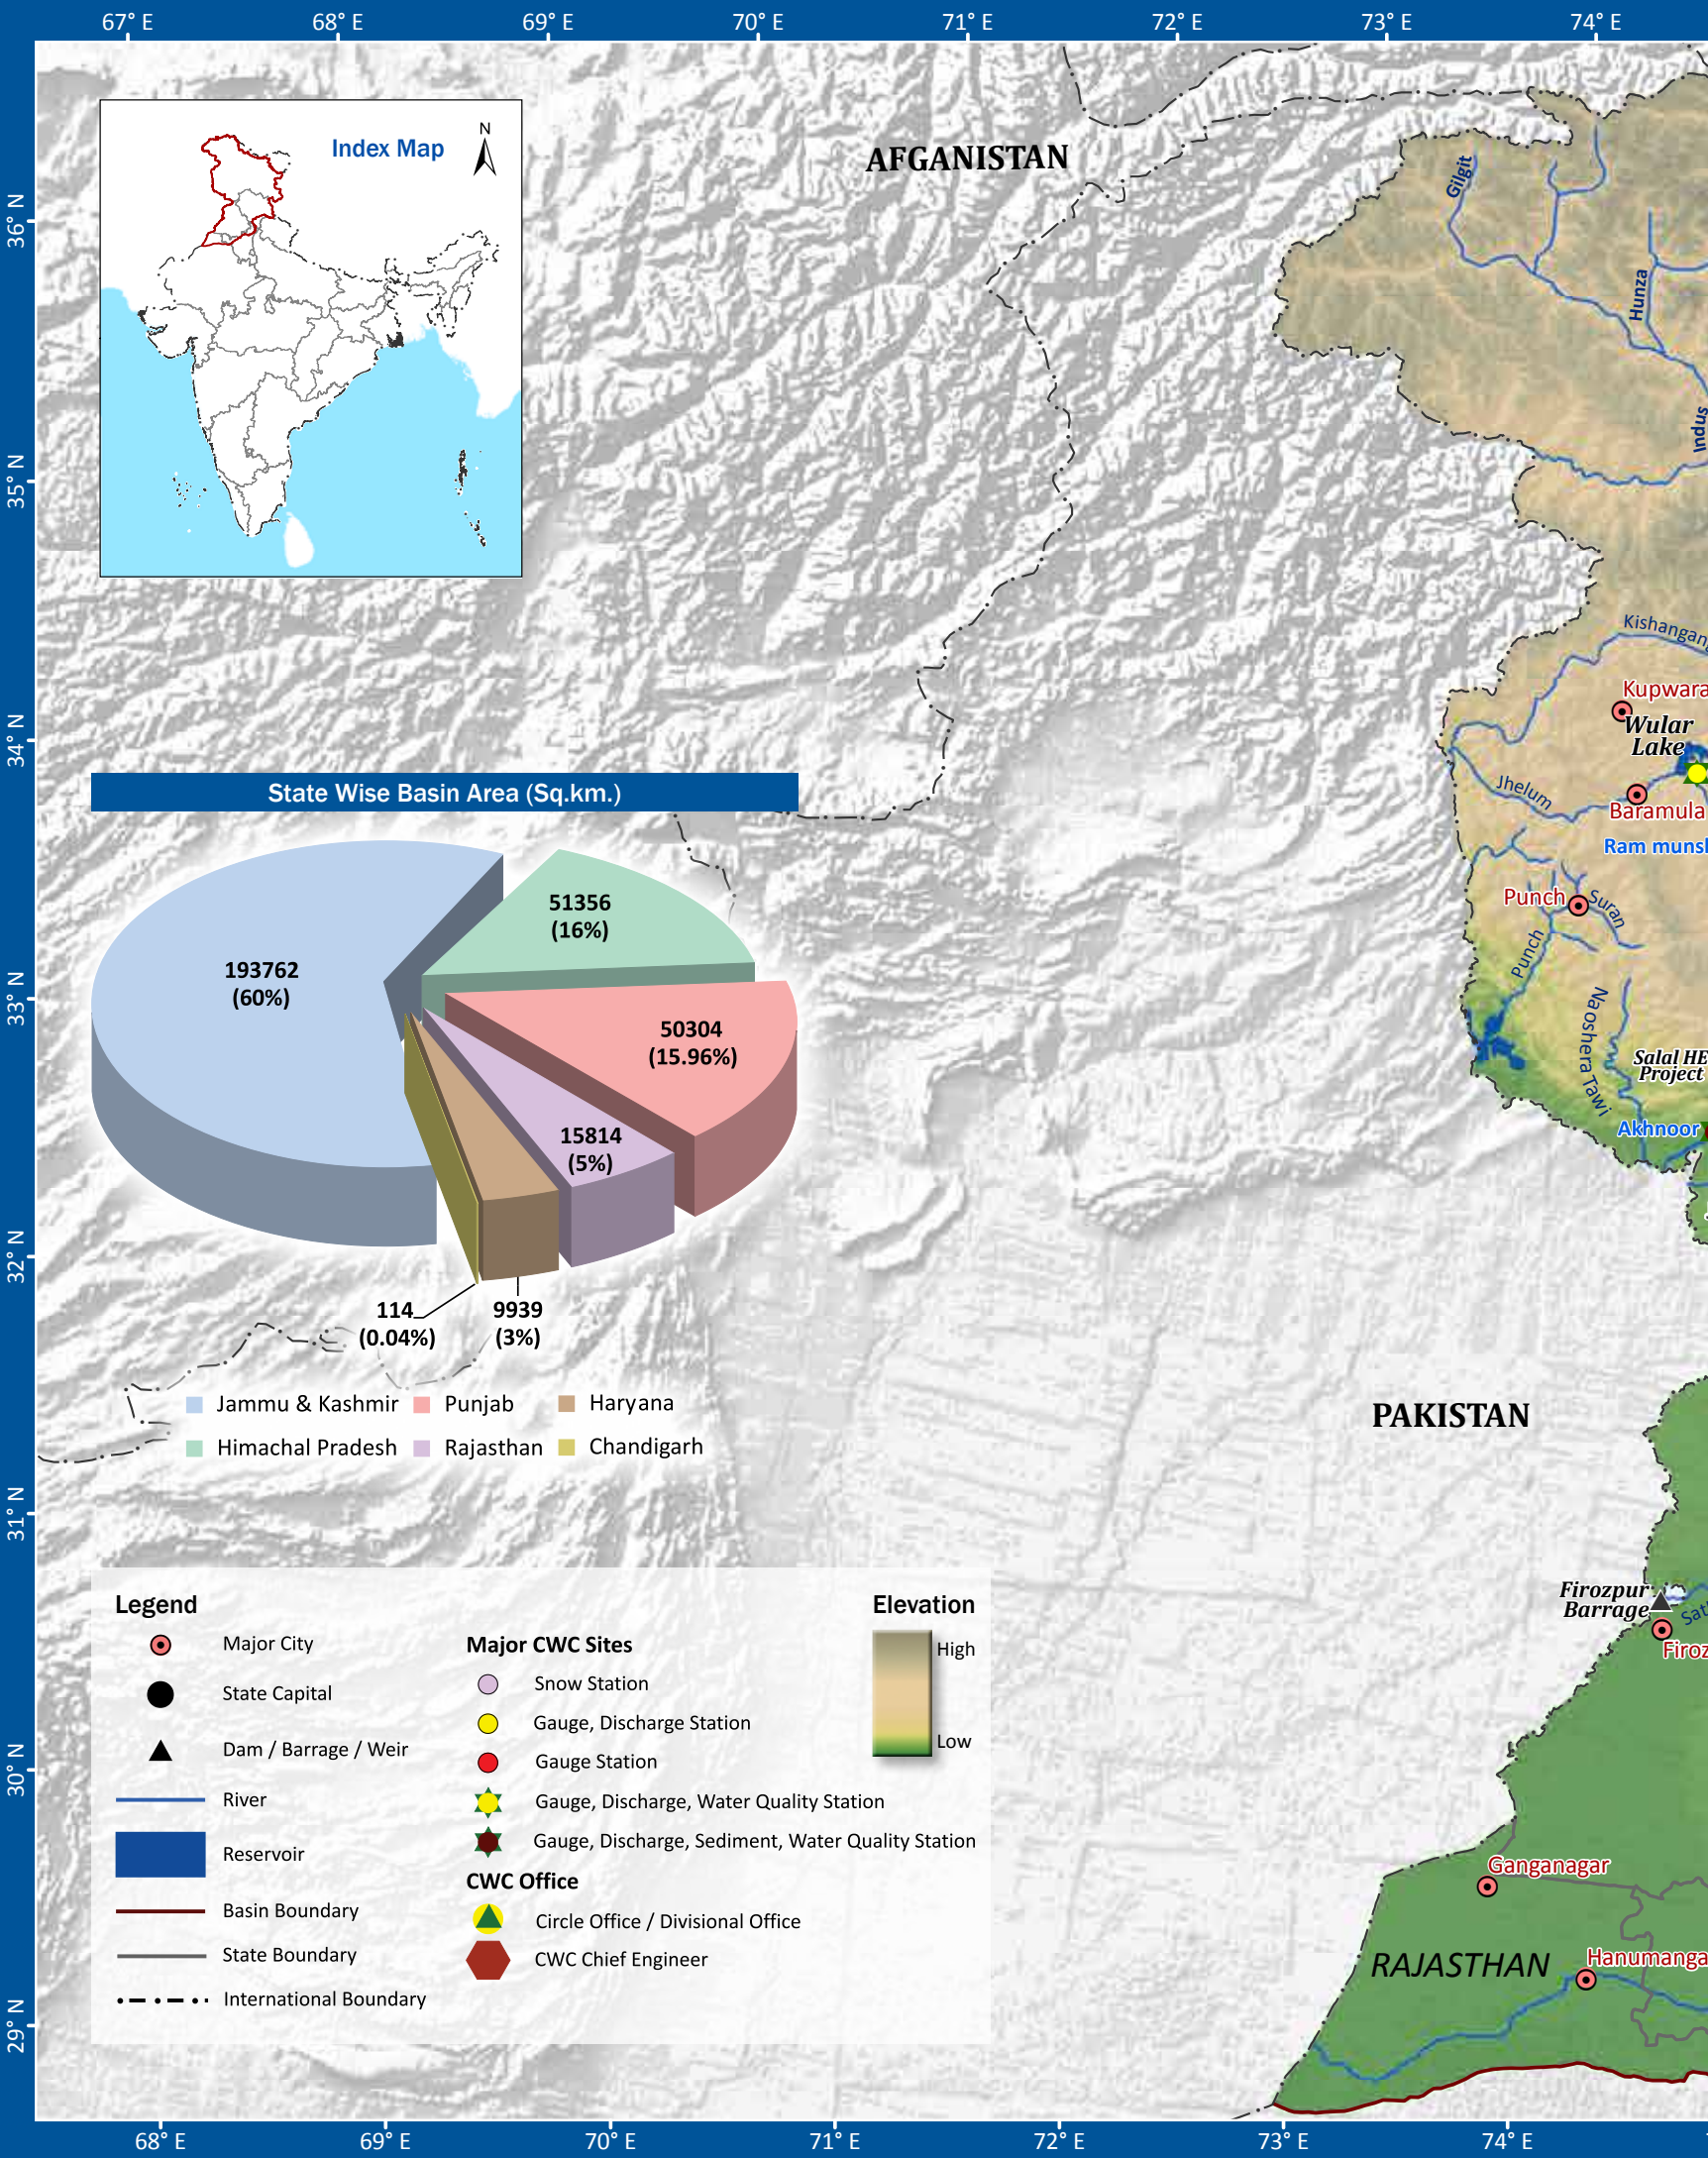 67° E 68° E 69° E 70° E 71° E 72° E 73° E 74° E
36° N
35° N
34° N
33° N
32° N
31° N
30° N
29° N
Index Map
N
AFGANISTAN
Gilgit
Hunza
Indus
Kishangan
Kupwara
Wular
Lake
Jhelum
Baramula
Ram muns
Punch
Suran
Punch
Naoshera Tawi
Salal HE
Project
Akhnoor
State Wise Basin Area (Sq.km.)
51356
(16%)
193762
(60%)
50304
(15.96%)
15814
(5%)
114
(0.04%)
9939
(3%)
Jammu & Kashmir Punjab Haryana
Himachal Pradesh Rajasthan Chandigarh
PAKISTAN
Firozpur
Barrage
Sat
Firoz
Ganganagar
RAJASTHAN
Hanumanga
Legend
Major City
State Capital
Dam / Barrage / Weir
River
Reservoir
Basin Boundary
State Boundary
International Boundary
Major CWC Sites
Snow Station
Gauge, Discharge Station
Gauge Station
Gauge, Discharge, Water Quality Station
Gauge, Discharge, Sediment, Water Quality Station
CWC Office
Circle Office / Divisional Office
CWC Chief Engineer
Elevation
High
Low
68° E 69° E 70° E 71° E 72° E 73° E 74° E